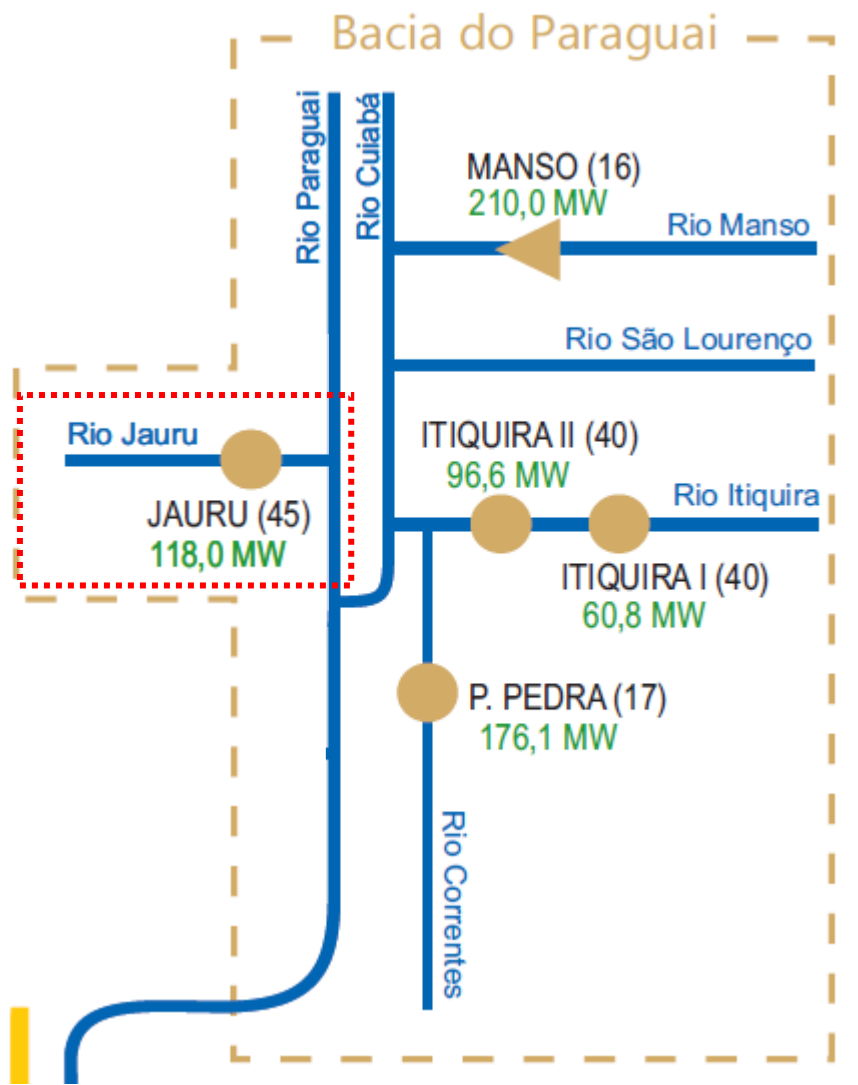 Bacia do Paraguai
Rio Paraguai
Rio Cuiabá
MANSO (16)
210,0 MW
Rio Manso
Rio São Lourenço
Rio Jauru
JAURU (45)
118,0 MW
ITIQUIRA II (40)
96,6 MW
Rio Itiquira
ITIQUIRA I (40)
60,8 MW
P. PEDRA (17)
176,1 MW
Rio Correntes